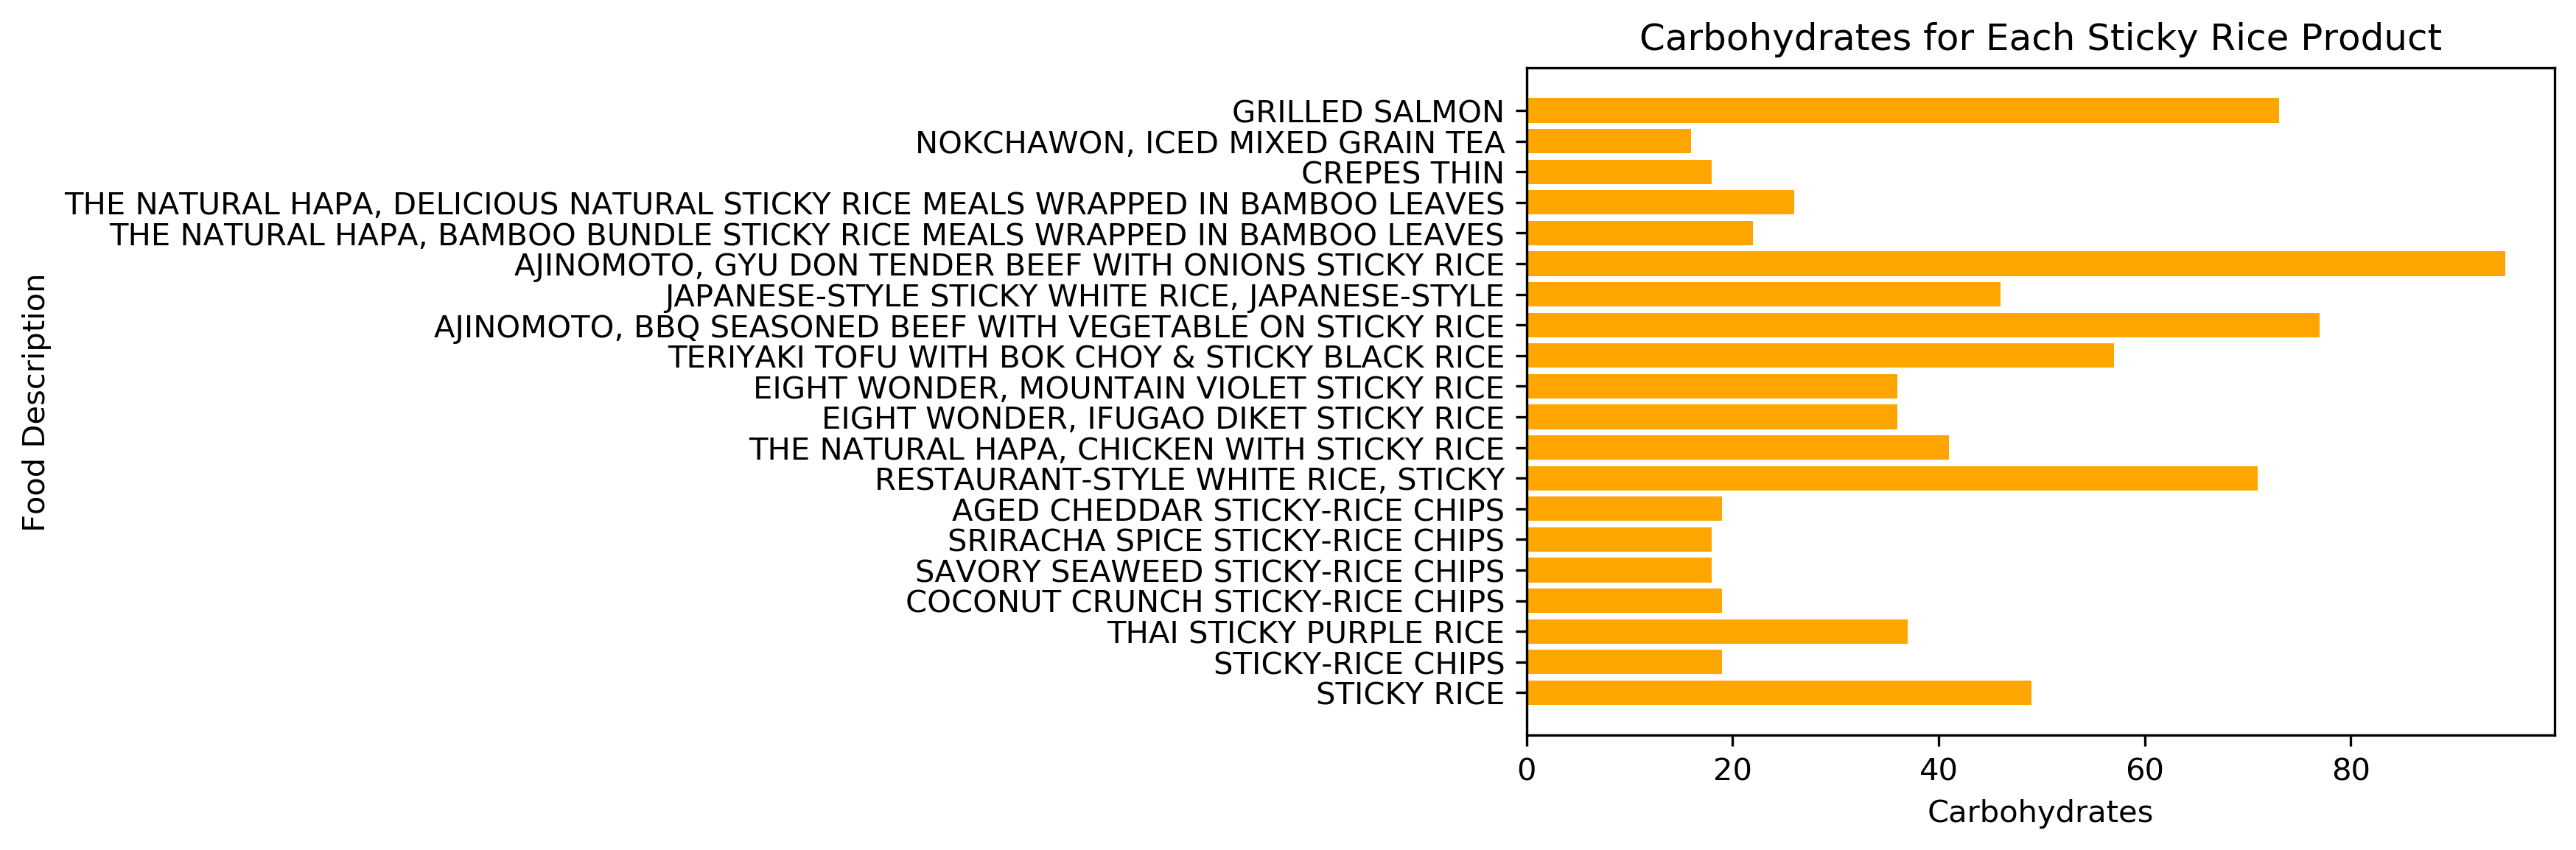 Carbohydrates for Each Sticky Rice Product
GRILLED SALMON
NOKCHAWON, ICED MIXED GRAIN TEA
CREPES THIN
THE NATURAL HAPA, DELICIOUS NATURAL STICKY RICE MEALS WRAPPED IN BAMBOO LEAVES
THE NATURAL HAPA, BAMBOO BUNDLE STICKY RICE MEALS WRAPPED IN BAMBOO LEAVES
AJINOMOTO, GYU DON TENDER BEEF WITH ONIONS STICKY RICE
JAPANESE-STYLE STICKY WHITE RICE, JAPANESE-STYLE
AJINOMOTO, BBQ SEASONED BEEF WITH VEGETABLE ON STICKY RICE
TERIYAKI TOFU WITH BOK CHOY & STICKY BLACK RICE
EIGHT WONDER, MOUNTAIN VIOLET STICKY RICE
EIGHT WONDER, IFUGAO DIKET STICKY RICE
THE NATURAL HAPA, CHICKEN WITH STICKY RICE
RESTAURANT-STYLE WHITE RICE, STICKY
AGED CHEDDAR STICKY-RICE CHIPS
SRIRACHA SPICE STICKY-RICE CHIPS
SAVORY SEAWEED STICKY-RICE CHIPS
COCONUT CRUNCH STICKY-RICE CHIPS
THAI STICKY PURPLE RICE
STICKY-RICE CHIPS
STICKY RICE
Food Description
0 20 40 60 80
Carbohydrates